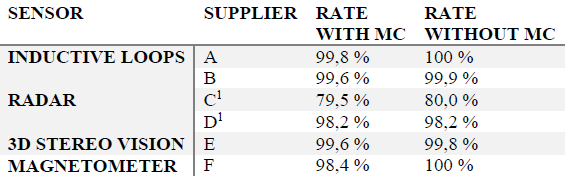 SENSOR SUPPLIER RATE WITH MC RATE WITHOUT MC
INDUCTIVE LOOPS A 99,8 % 100 %
B 99,6 % 99,9 %
RADAR C¹ 79,5 % 80,0 %
D¹ 98,2 % 98,2 %
3D STEREO VISION E 99,6 % 99,8 %
MAGNETOMETER F 98,4 % 100 %